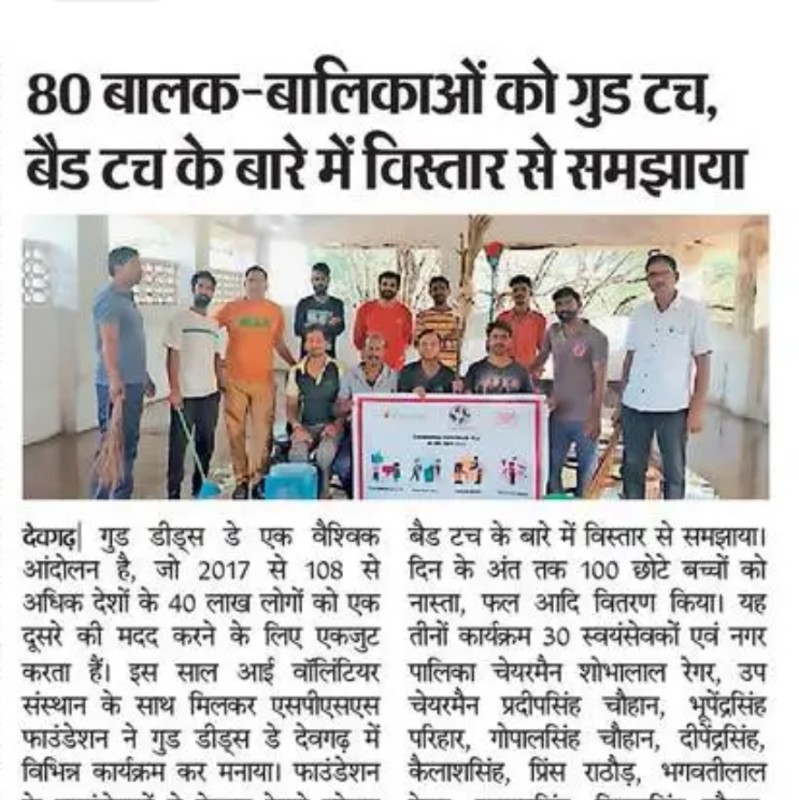 80 बालक-बालिकाओं को गुड टच,
बैड टच के बारे में विस्तार से समझाया
देवगढ़| गुड डीड्स डे एक वैश्विक
आंदोलन है, जो 2017 से 108 से
अधिक देशों के 40 लाख लोगों को एक
दूसरे की मदद करने के लिए एकजुट
करता हैं। इस साल आई वॉलिंटियर
संस्थान के साथ मिलकर एसपीएसएस
फाउंडेशन ने गुड डीड्स डे देवगढ़ में
विभिन्न कार्यक्रम कर मनाया। फाउंडेशन
बैड टच के बारे में विस्तार से समझाया।
दिन के अंत तक 100 छोटे बच्चों को
नास्ता, फल आदि वितरण किया। यह
तीनों कार्यक्रम 30 स्वयंसेवकों एवं नगर
पालिका चेयरमैन शोभालाल रेगर, उप
चेयरमैन प्रदीपसिंह चौहान, भूपेंद्रसिंह
परिहार, गोपालसिंह चौहान, दीपेंद्रसिंह,
कैलाशसिंह, प्रिंस राठौड़, भगवतीलाल